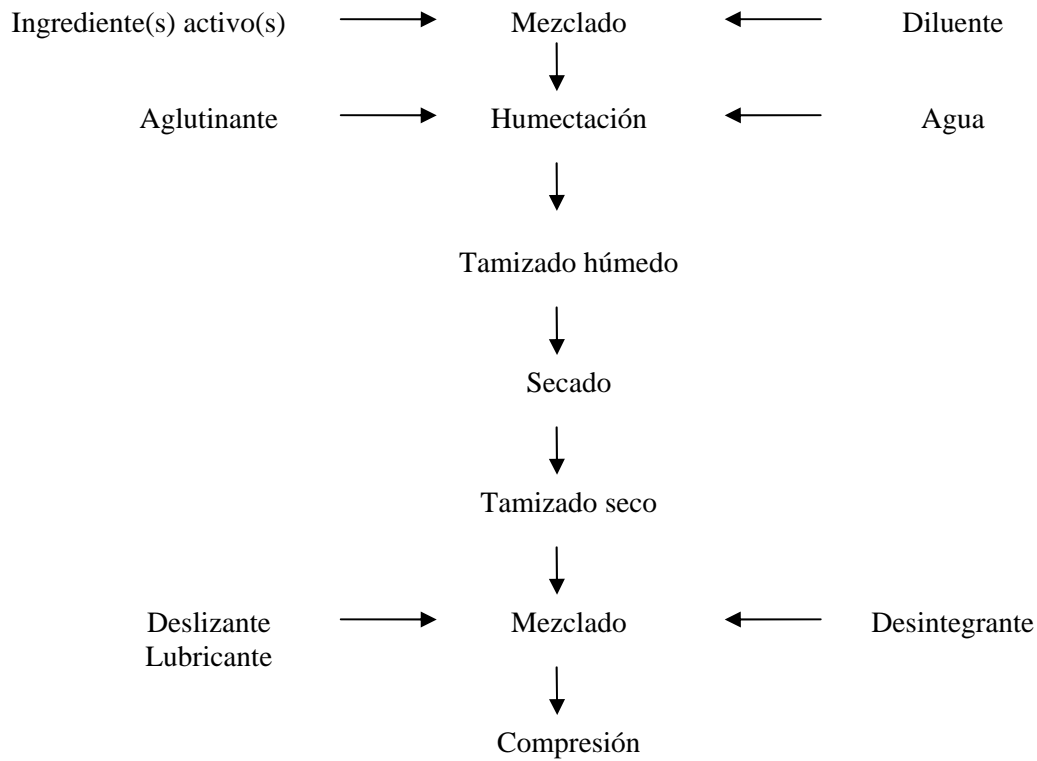 Ingrediente(s) activo(s) Mezclado Diluente
Aglutinante Humectación Agua
Tamizado húmedo
Secado
Tamizado seco
Deslizante Mezclado Desintegrante
Lubricante
Compresión